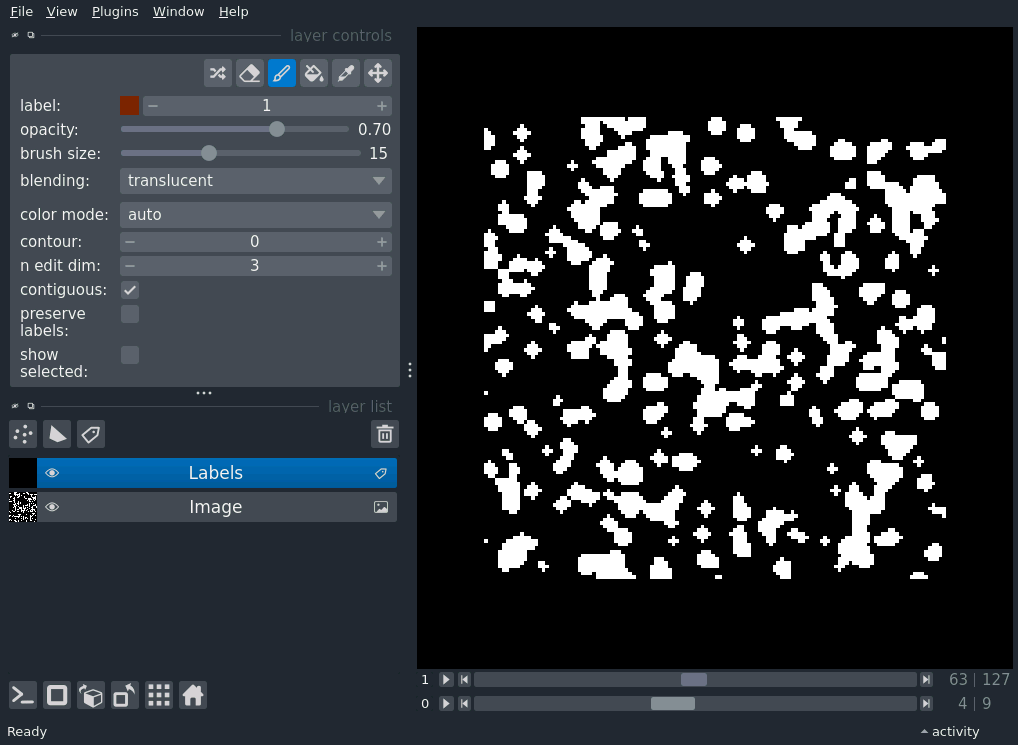 File View Plugins Window Help
layer controls
label: 1
opacity: 0.70
brush size: 15
blending: translucent
color mode: auto
contour: 0
n edit dim: 3
contiguous:
preserve
labels:
show
selected:
layer list
Labels
Image
1 63 | 127
0 4 | 9
Ready activity